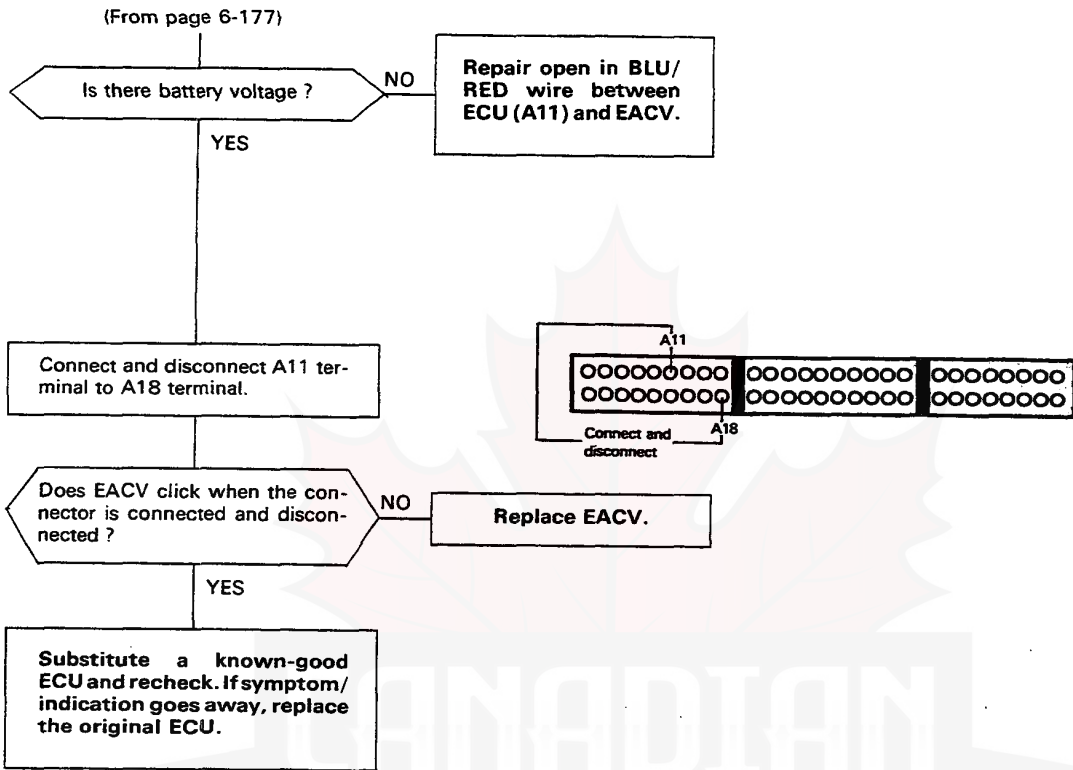 (From page 6-177)
Is there battery voltage ?
NO
Repair open in BLU/
RED wire between
ECU (A11) and EACV.
YES
Connect and disconnect A11 ter-
minal to A18 terminal.
A11
A18
Connect and
disconnect
Does EACV click when the con-
nector is connected and discon-
nected ?
NO
Replace EACV.
YES
Substitute a known-good
ECU and recheck. If symptom/
indication goes away, replace
the original ECU.
CANADIAN